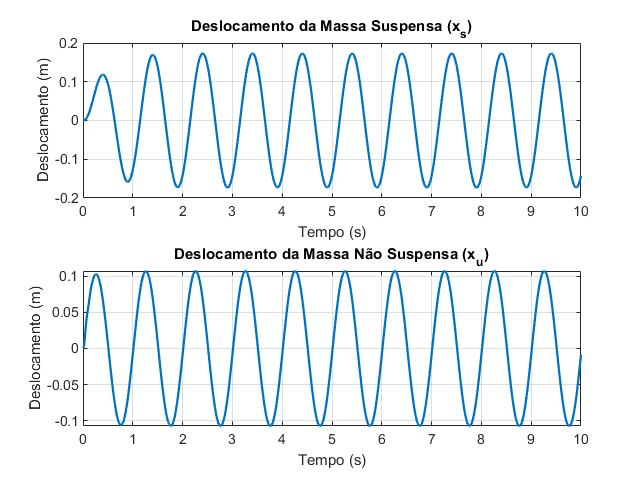 Deslocamento da Massa Suspensa (xs)
Deslocamento (m)
0.2
0.1
0
-0.1
-0.2
0 1 2 3 4 5 6 7 8 9 10
Tempo (s)
Deslocamento da Massa Não Suspensa (xu)
Deslocamento (m)
0.1
0.05
0
-0.05
-0.1
0 1 2 3 4 5 6 7 8 9 10
Tempo (s)